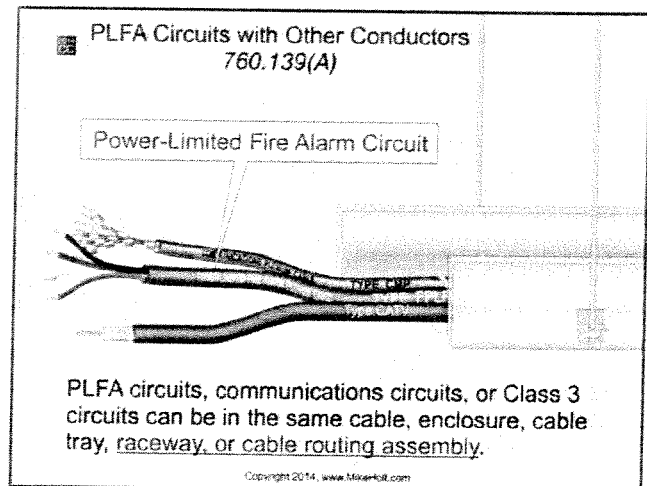 PLFA Circuits with Other Conductors
760.139(A)
Power-Limited Fire Alarm Circuit
TYPE CMP
Type CATV
PLFA circuits, communications circuits, or Class 3
circuits can be in the same cable, enclosure, cable
tray, raceway, or cable routing assembly.
Copyright 2014, www.MikeHolt.com